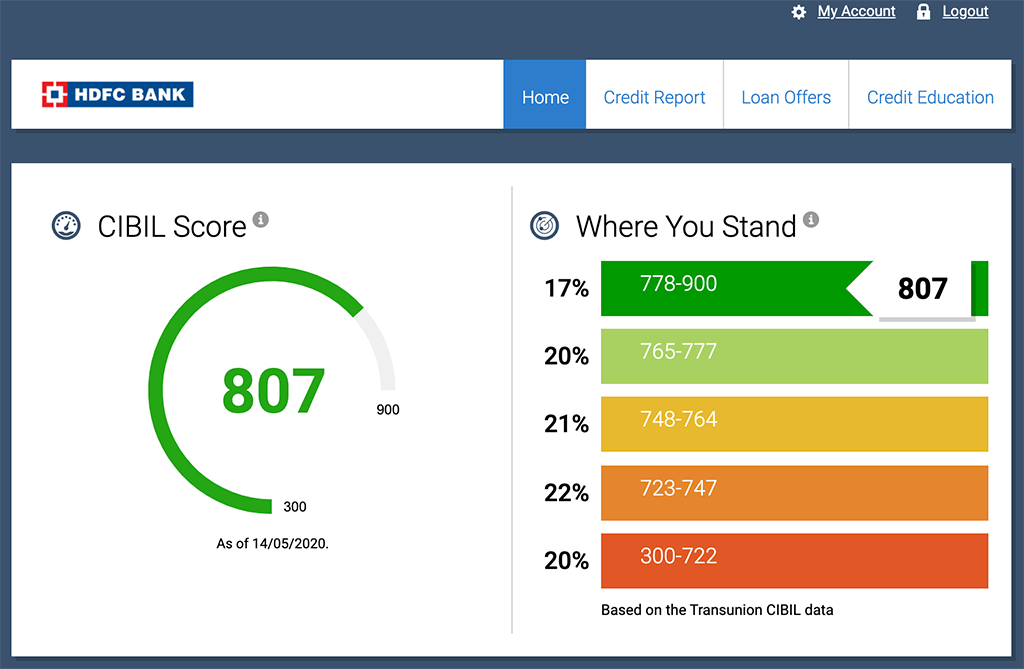 My Account Logout
HDFC BANK Home Credit Report Loan Offers Credit Education
CIBIL Score
807
900
300
As of 14/05/2020.
Where You Stand
17% 778-900 807
20% 765-777
21% 748-764
22% 723-747
20% 300-722
Based on the Transunion CIBIL data